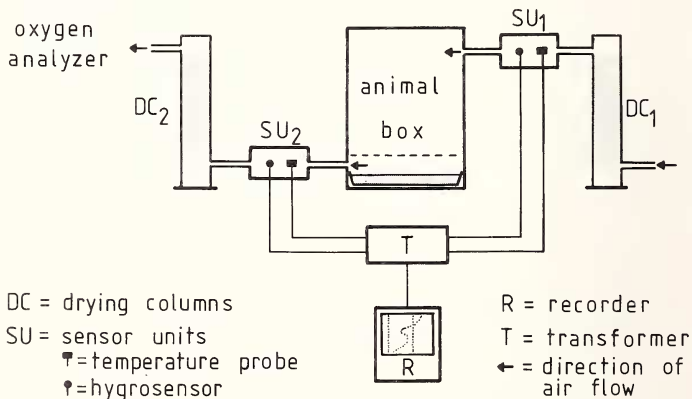 oxygen
analyzer
DC₂
SU₂
animal
box
SU₁
DC₁
T
R
DC = drying columns
SU = sensor units
= temperature probe
= hygrosensor
R = recorder
T = transformer
← = direction of
air flow